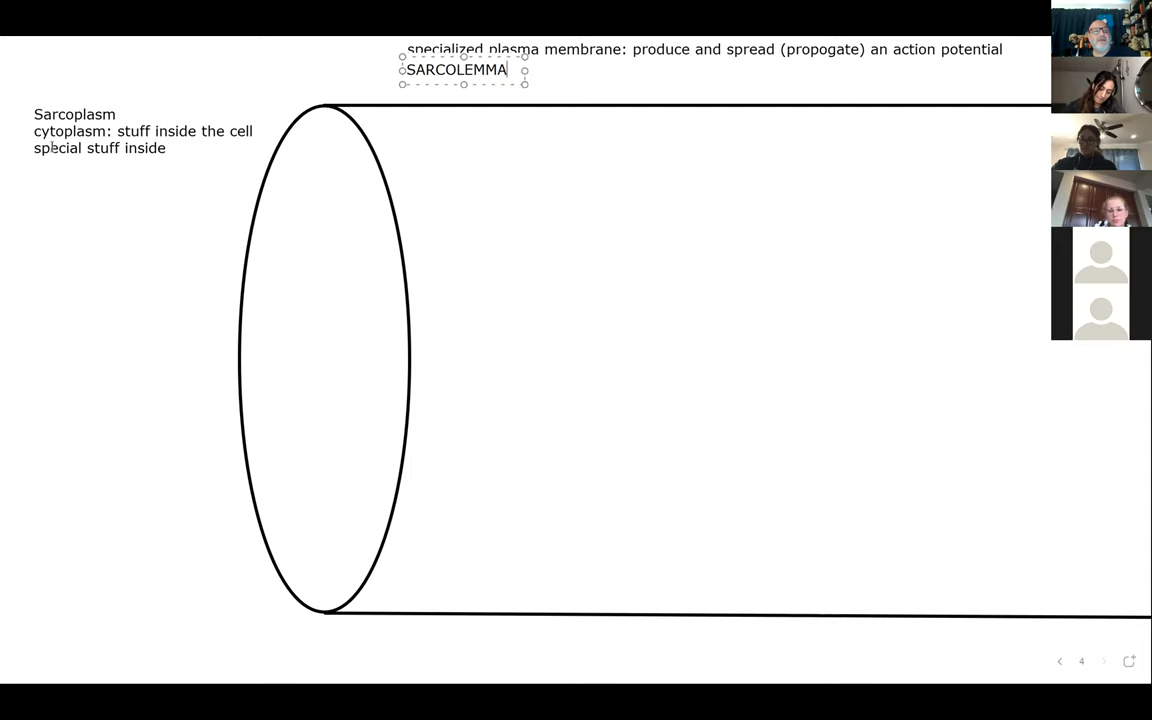 specialized plasma membrane: produce and spread (propogate) an action potential
SARCOLEMMA
Sarcoplasm
cytoplasm: stuff inside the cell
special stuff inside
4